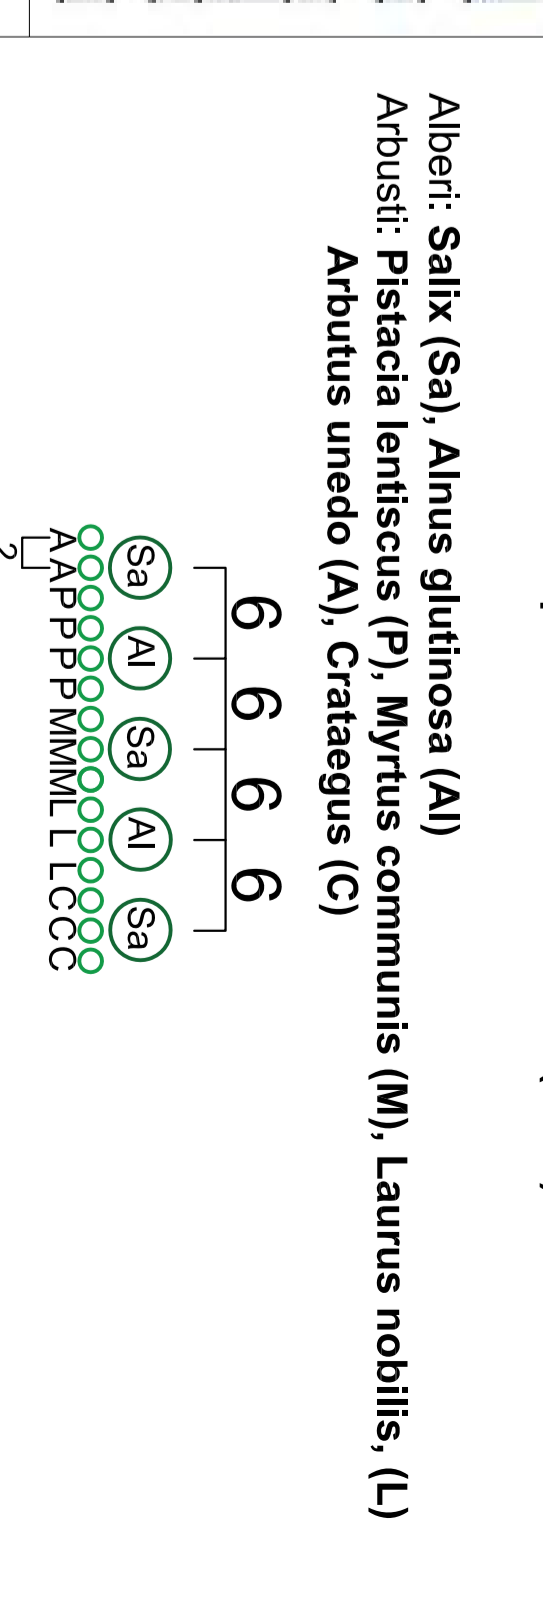 Alberi: Salix (Sa), Alnus glutinosa (Al)
Arbusti: Pistacia lentiscus (P), Myrtus communis (M), Laurus nobilis, (L)
Arbutus unedo (A), Crataegus (C)
6 6 6 6
Sa Al Sa Al Sa
A A P P P P M M M L L L C C C
2